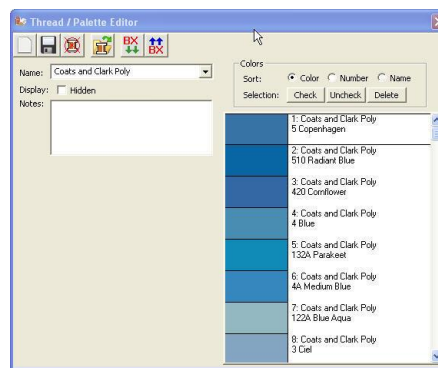 Thread / Palette Editor
BX
BX
Name: Coats and Clark Poly
Display: Hidden
Notes:
Colors
Sort: Color Number Name
Selection: Check Uncheck Delete
1: Coats and Clark Poly
5 Copenhagen
2: Coats and Clark Poly
510 Radiant Blue
3: Coats and Clark Poly
420 Cornflower
4: Coats and Clark Poly
4 Blue
5: Coats and Clark Poly
132A Parakeet
6: Coats and Clark Poly
4A Medium Blue
7: Coats and Clark Poly
122A Blue Aqua
8: Coats and Clark Poly
3 Ciel